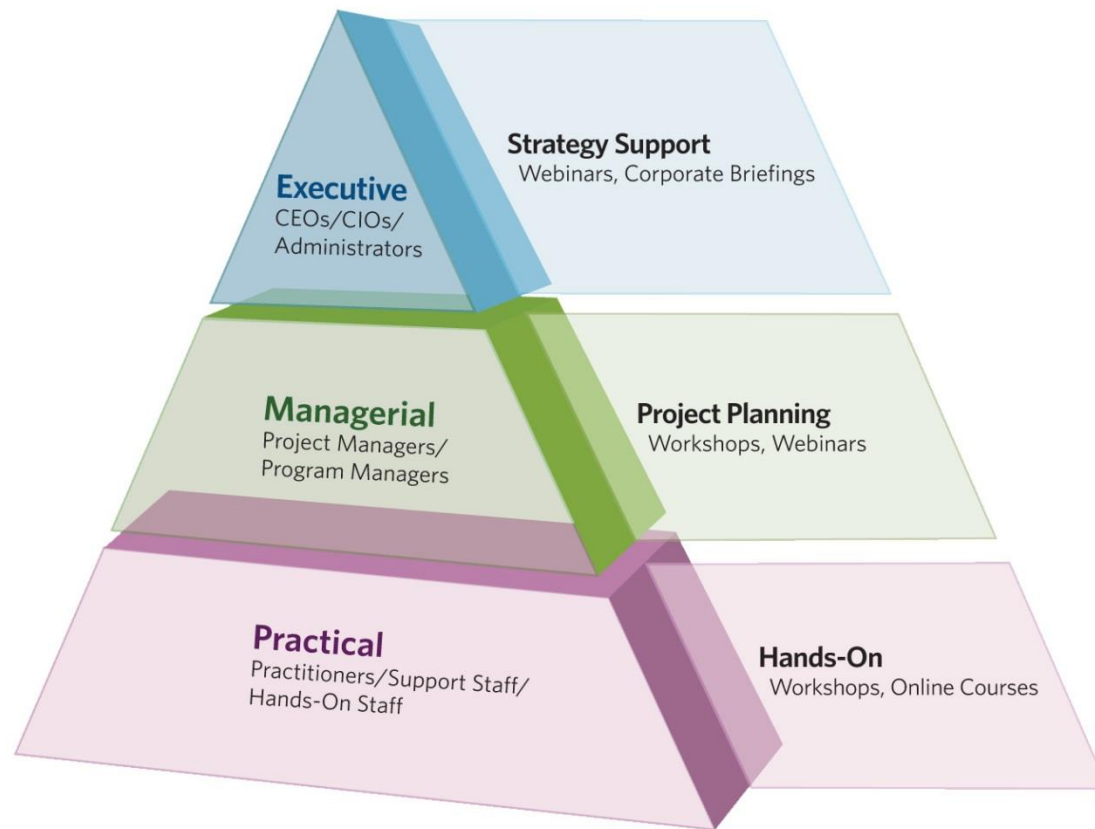 Executive
CEOs/CIOs/
Administrators
Strategy Support
Webinars, Corporate Briefings
Managerial
Project Managers/
Program Managers
Project Planning
Workshops, Webinars
Practical
Practitioners/Support Staff/
Hands-On Staff
Hands-On
Workshops, Online Courses